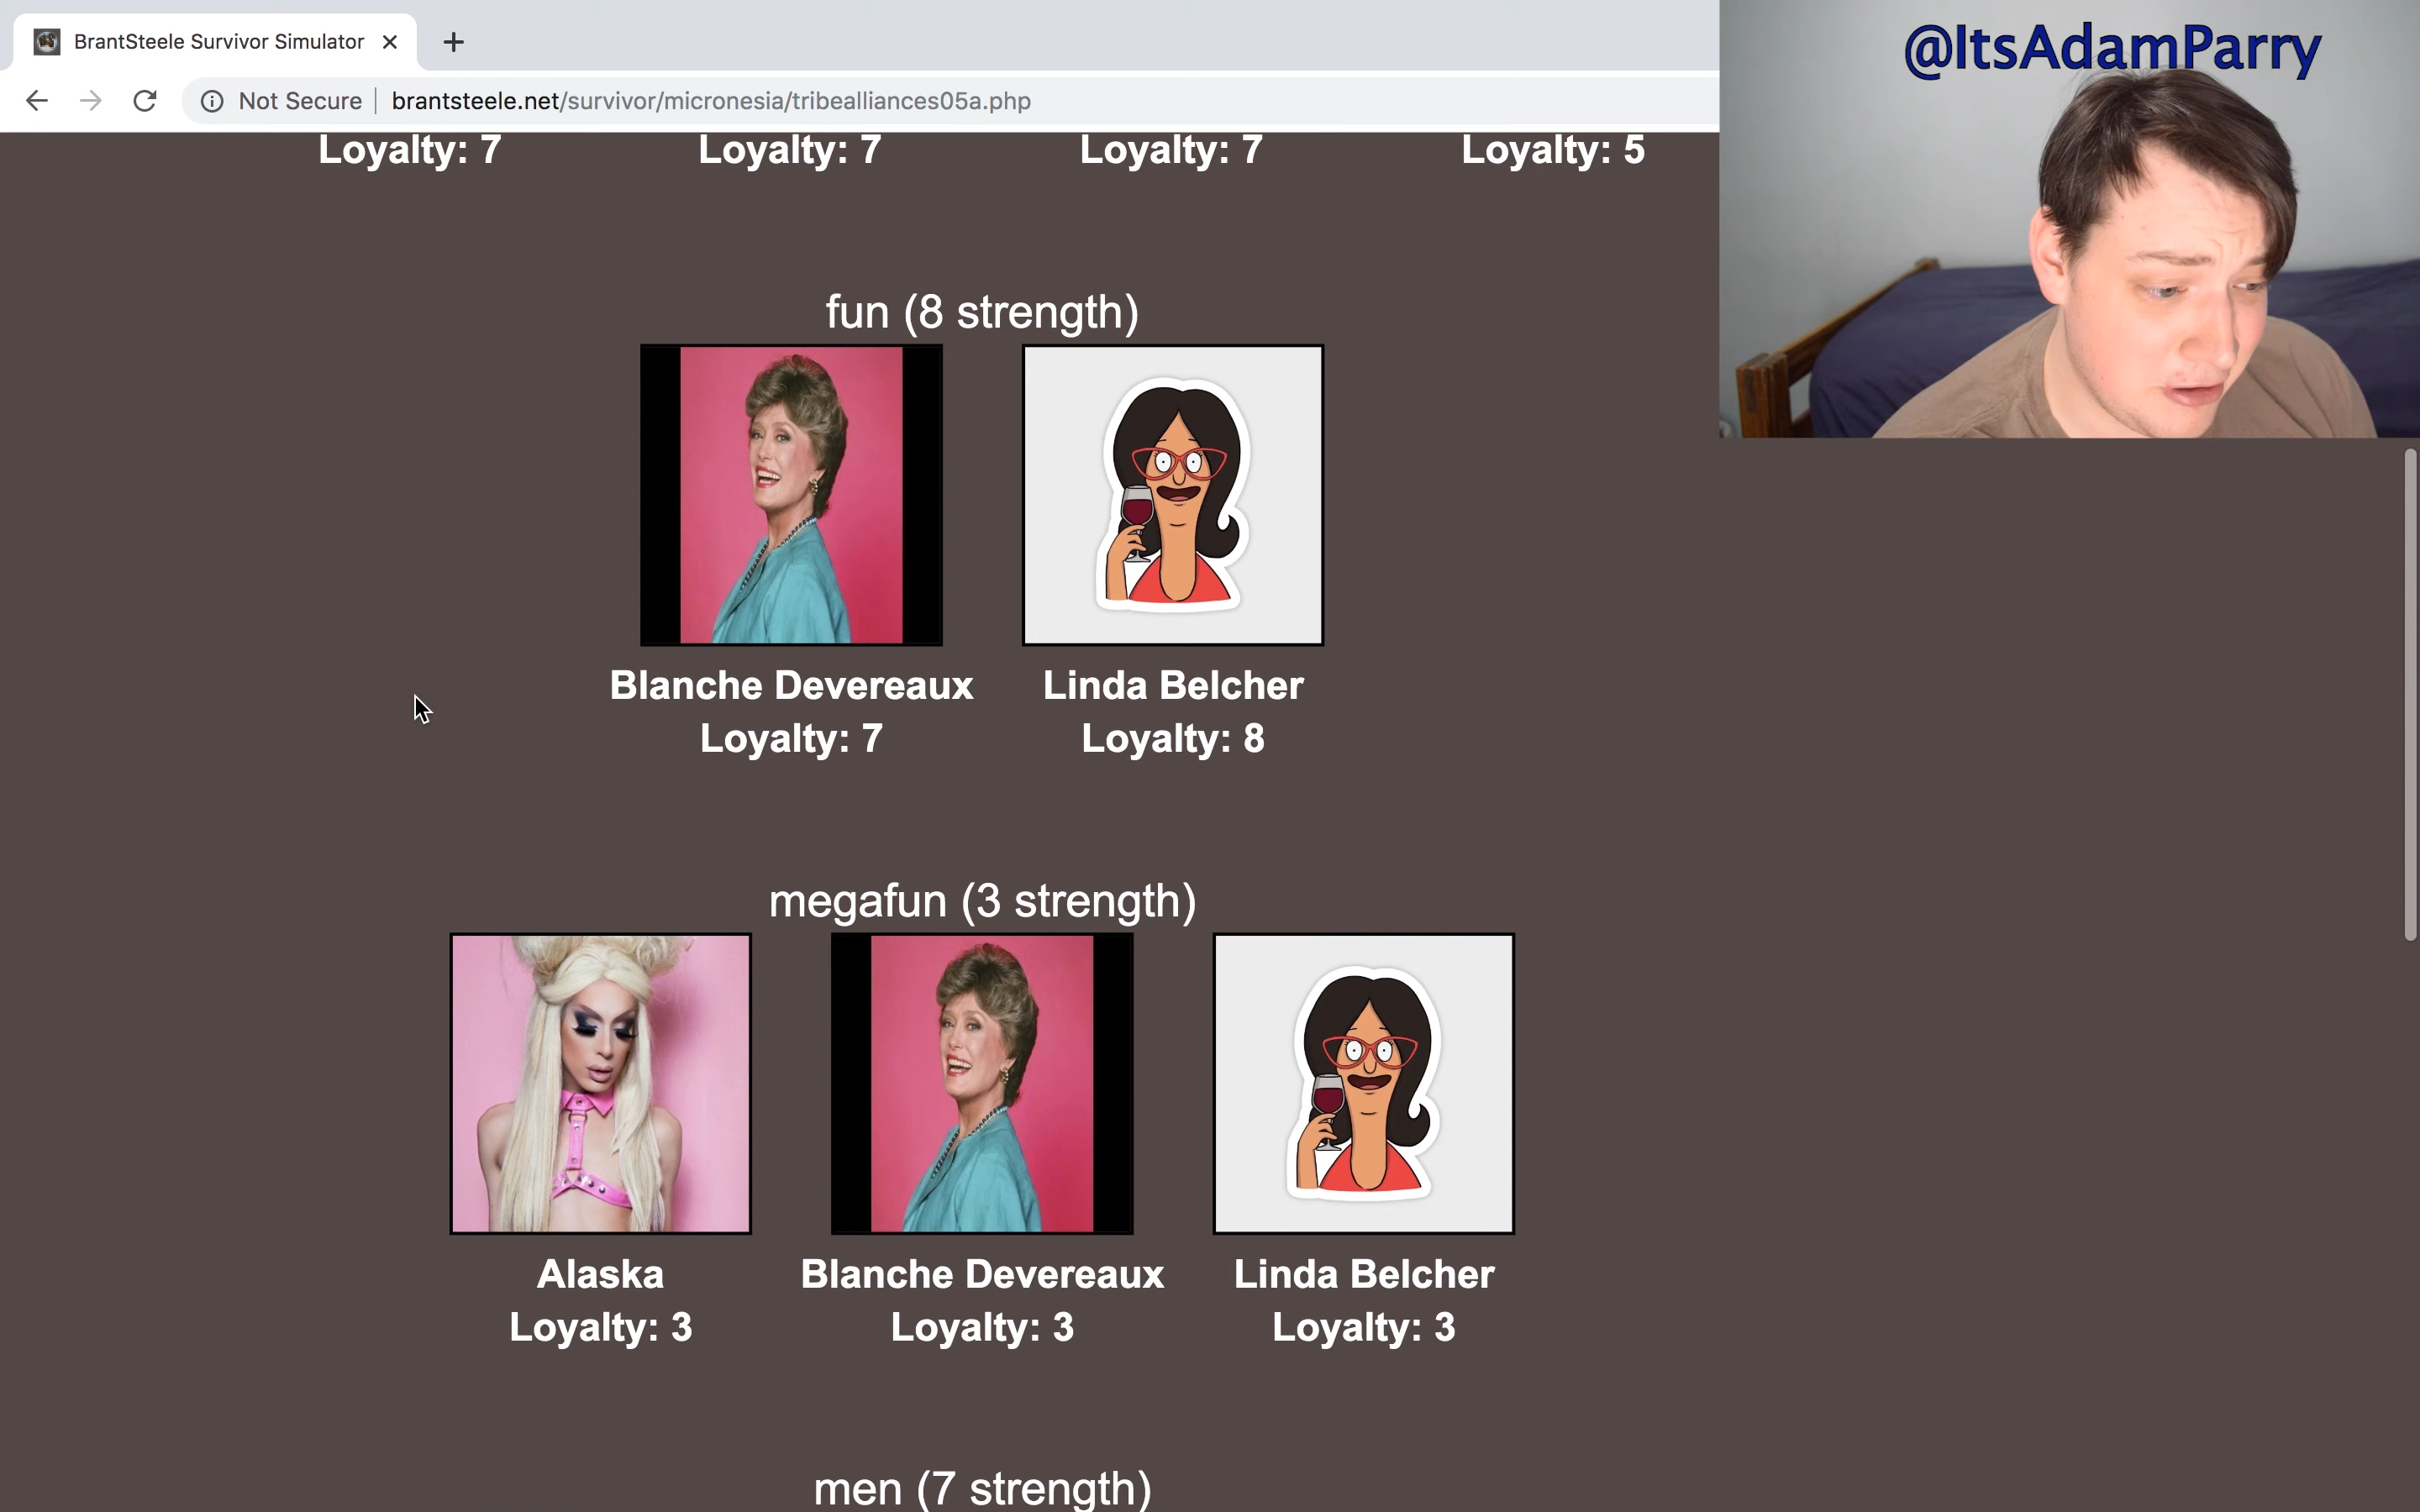 BrantSteele Survivor Simulator
Not Secure | brantsteele.net/survivor/micronesia/tribealliances05a.php
@ItsAdamParry
Loyalty: 7 Loyalty: 7 Loyalty: 7 Loyalty: 5
fun (8 strength)
Blanche Devereaux Linda Belcher
Loyalty: 7 Loyalty: 8
megafun (3 strength)
Alaska Blanche Devereaux Linda Belcher
Loyalty: 3 Loyalty: 3 Loyalty: 3
men (7 strength)